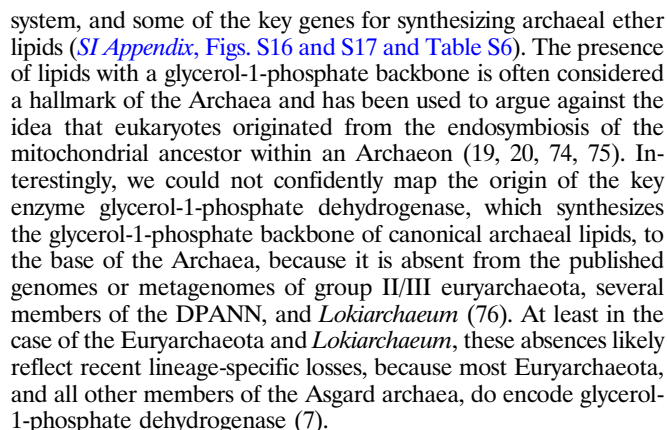 system, and some of the key genes for synthesizing archaeal ether
lipids (SI Appendix, Figs. S16 and S17 and Table S6). The presence
of lipids with a glycerol-1-phosphate backbone is often considered
a hallmark of the Archaea and has been used to argue against the
idea that eukaryotes originated from the endosymbiosis of the
mitochondrial ancestor within an Archaeon (19, 20, 74, 75). In-
terestingly, we could not confidently map the origin of the key
enzyme glycerol-1-phosphate dehydrogenase, which synthesizes
the glycerol-1-phosphate backbone of canonical archaeal lipids, to
the base of the Archaea, because it is absent from the published
genomes or metagenomes of group II/III euryarchaeota, several
members of the DPANN, and Lokiarchaeum (76). At least in the
case of the Euryarchaeota and Lokiarchaeum, these absences likely
reflect recent lineage-specific losses, because most Euryarchaeota,
and all other members of the Asgard archaea, do encode glycerol-
1-phosphate dehydrogenase (7).